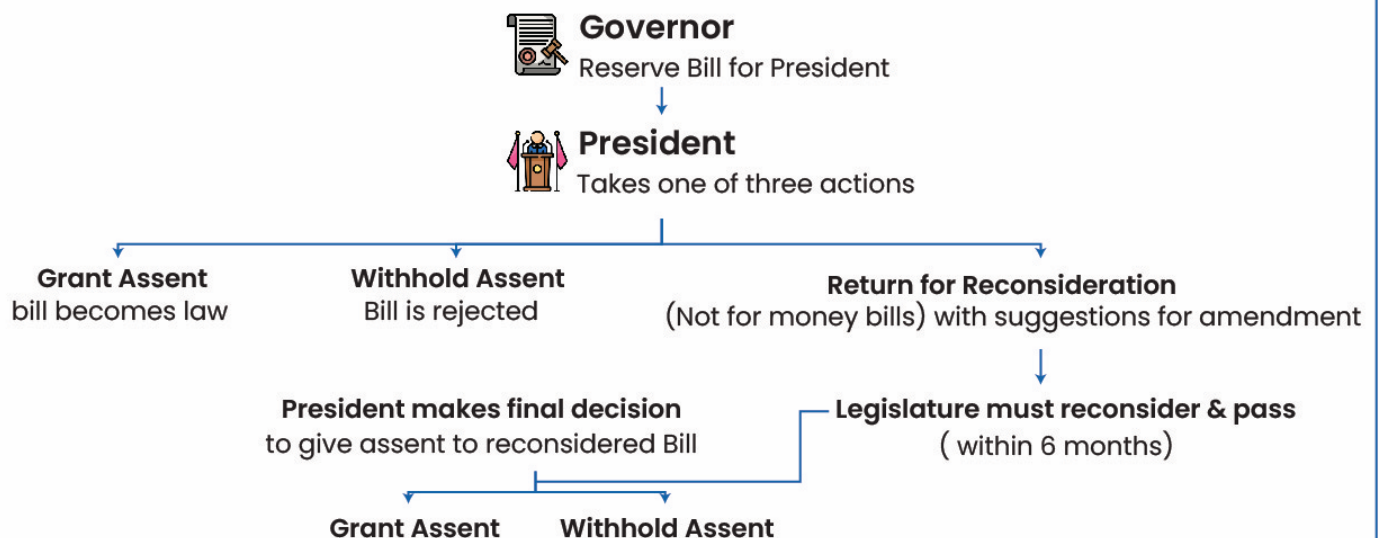 Governor
Reserve Bill for President
President
Takes one of three actions
Grant Assent
bill becomes law
Withhold Assent
Bill is rejected
Return for Reconsideration
(Not for money bills) with suggestions for amendment
Legislature must reconsider & pass
( within 6 months)
President makes final decision
to give assent to reconsidered Bill
Grant Assent
Withhold Assent